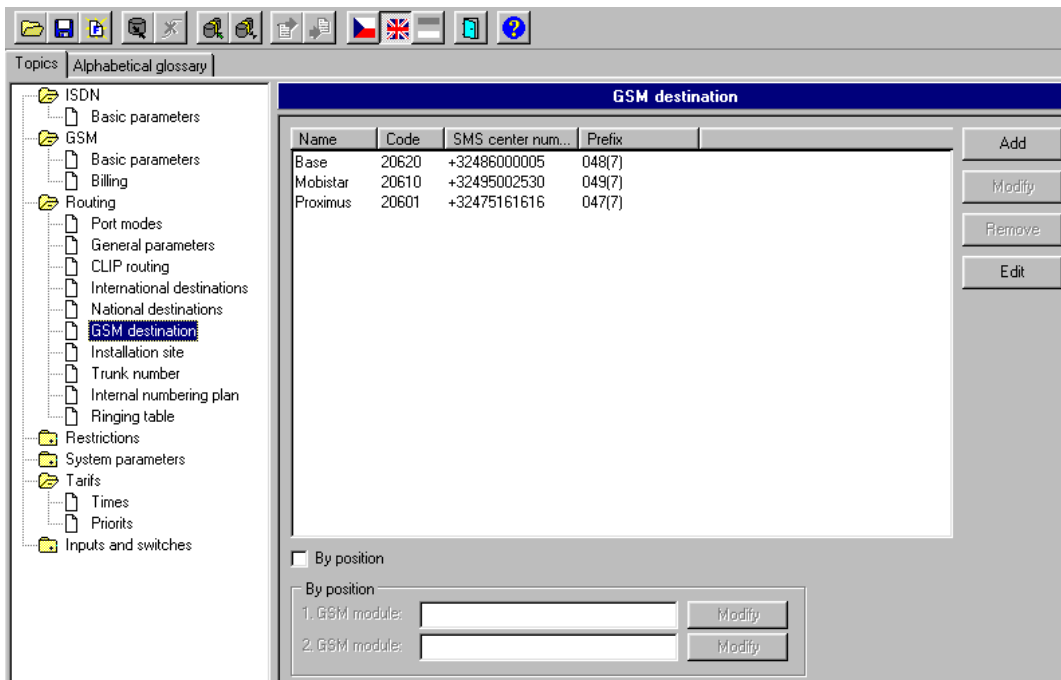 Topics Alphabetical glossary
ISDN
Basic parameters
GSM
Basic parameters
Billing
Routing
Port modes
General parameters
CLIP routing
International destinations
National destinations
GSM destination
Installation site
Trunk number
Internal numbering plan
Ringing table
Restrictions
System parameters
Tarifs
Times
Priorits
Inputs and switches
GSM destination
Name Code SMS center num... Prefix
Base 20620 +32486000005 048(7)
Mobistar 20610 +32495002530 049(7)
Proximus 20601 +32475161616 047(7)
Add
Modify
Remove
Edit
By position
By position
1. GSM module: Modify
2. GSM module: Modify